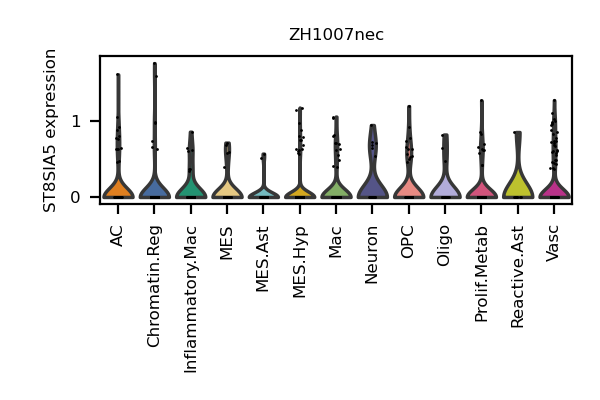 ZH1007nec
ST8SIA5 expression
1
0
AC
Chromatin.Reg
Inflammatory.Mac
MES
MES.Ast
MES.Hyp
Mac
Neuron
OPC
Oligo
Prolif.Metab
Reactive.Ast
Vasc